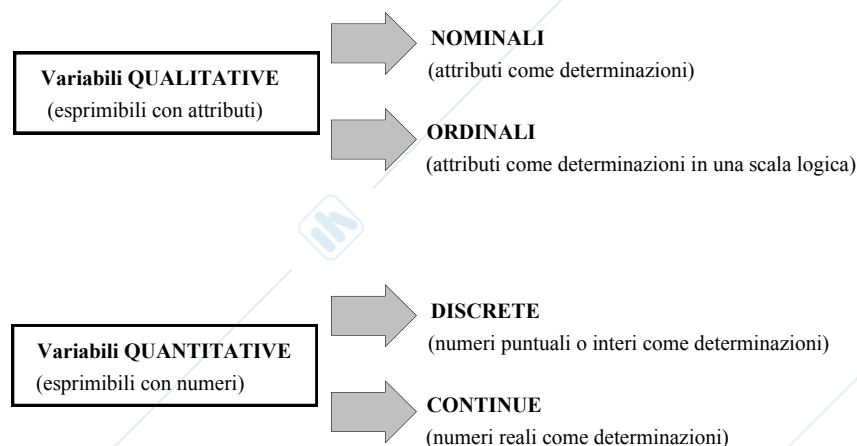 Variabili QUALITATIVE
(esprimibili con attributi)
NOMINALI
(attributi come determinazioni)
ORDINALI
(attributi come determinazioni in una scala logica)
Variabili QUANTITATIVE
(esprimibili con numeri)
DISCRETE
(numeri puntuali o interi come determinazioni)
CONTINUE
(numeri reali come determinazioni)